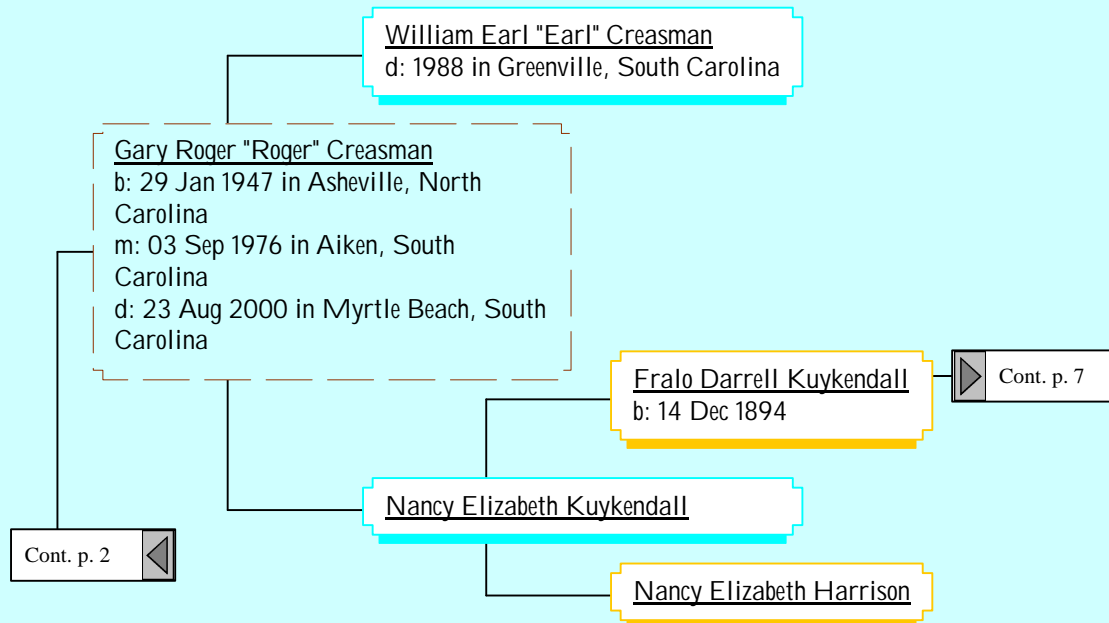 William Earl "Earl" Creasman
d: 1988 in Greenville, South Carolina
Gary Roger "Roger" Creasman
b: 29 Jan 1947 in Asheville, North
Carolina
m: 03 Sep 1976 in Aiken, South
Carolina
d: 23 Aug 2000 in Myrtle Beach, South
Carolina
Fralo Darrell Kuykendall
b: 14 Dec 1894
Cont. p. 7
Nancy Elizabeth Kuykendall
Cont. p. 2
Nancy Elizabeth Harrison